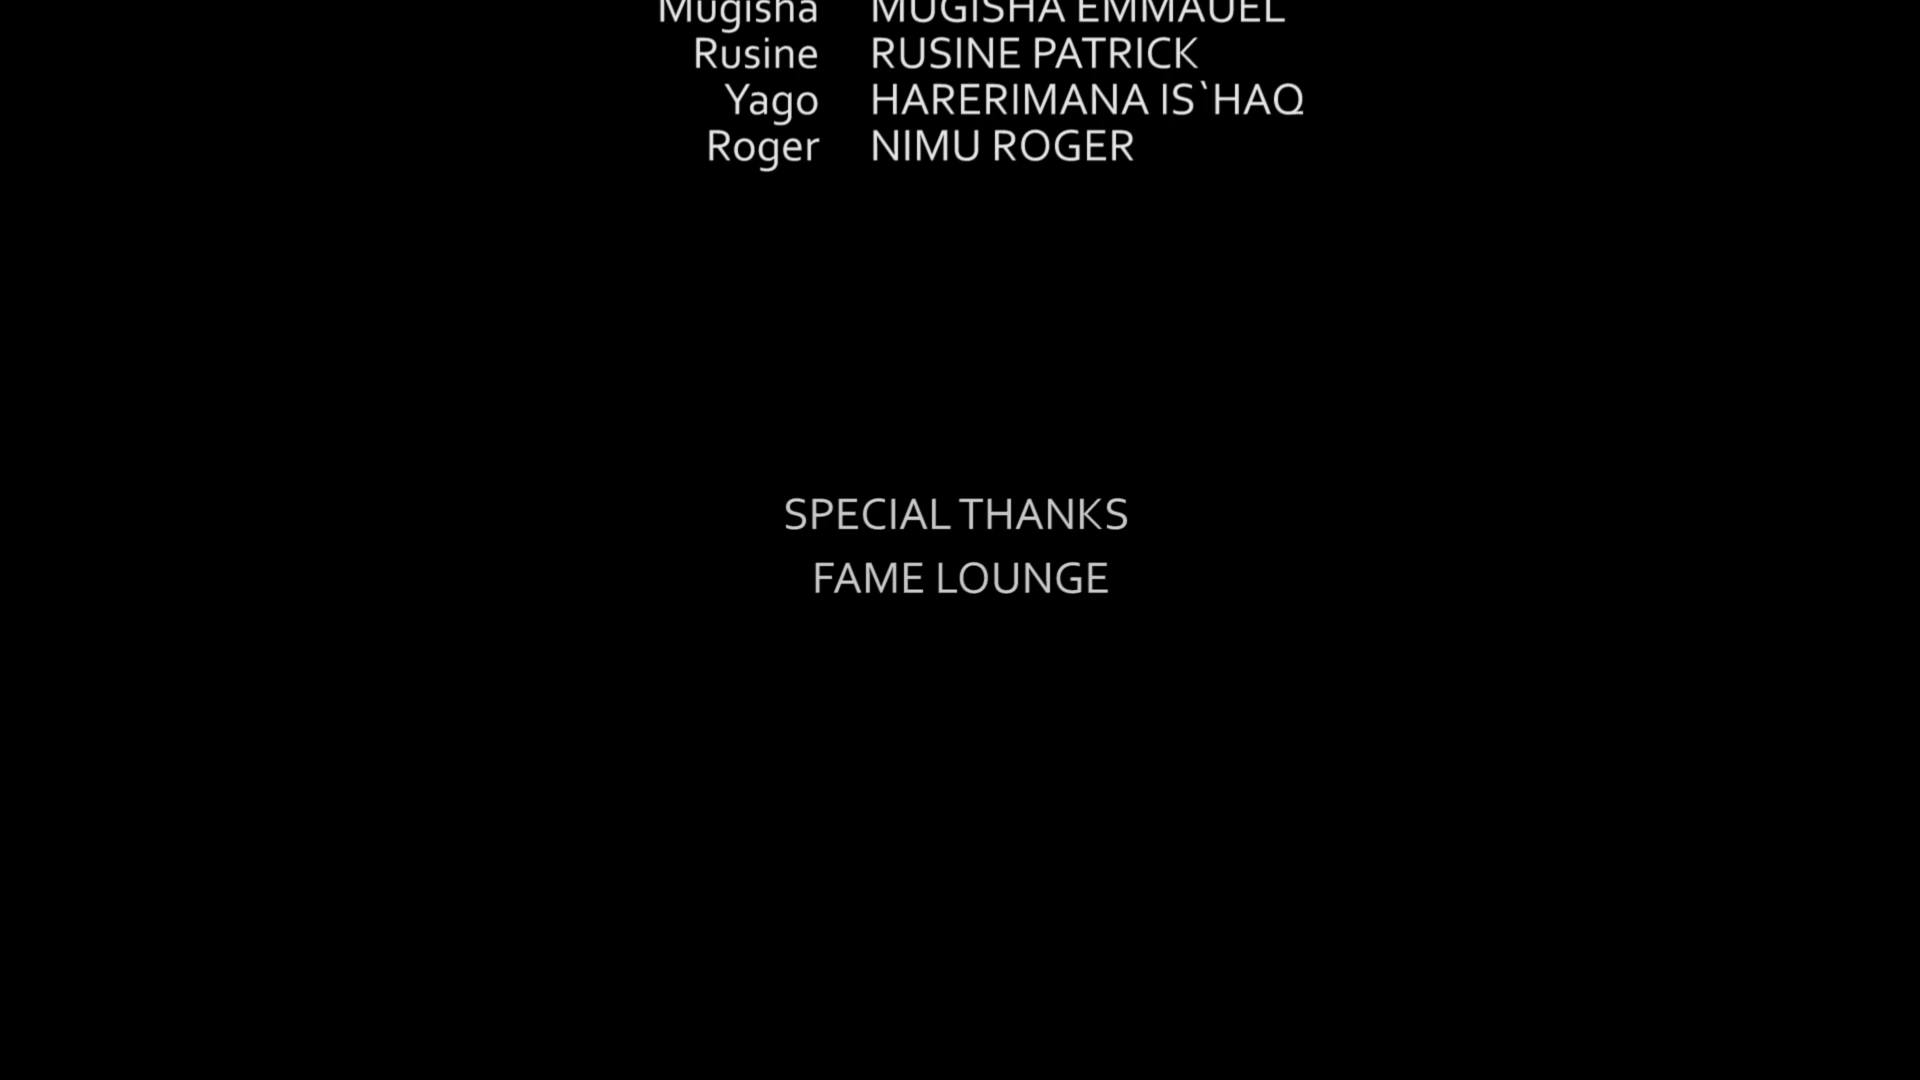 Mugisha MUGISHA EMMAUEL
Rusine RUSINE PATRICK
Yago HARERIMANA IS`HAQ
Roger NIMU ROGER
SPECIAL THANKS
FAME LOUNGE